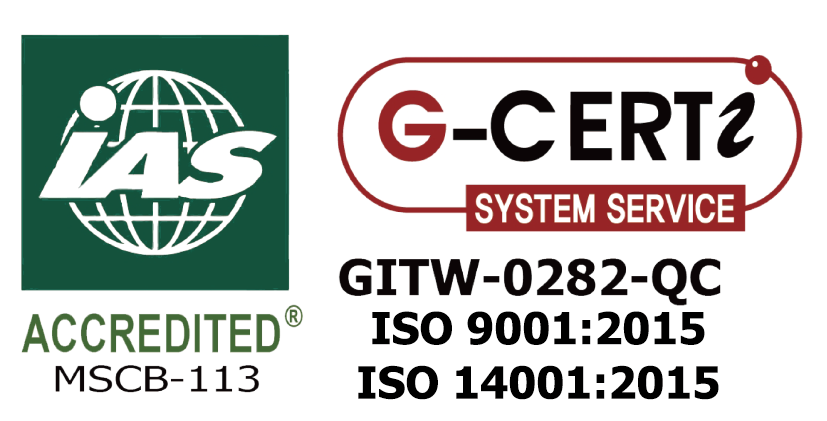 iAS
ACCREDITED®
MSCB-113
G-CERTi
SYSTEM SERVICE
GITW-0282-QC
ISO 9001:2015
ISO 14001:2015